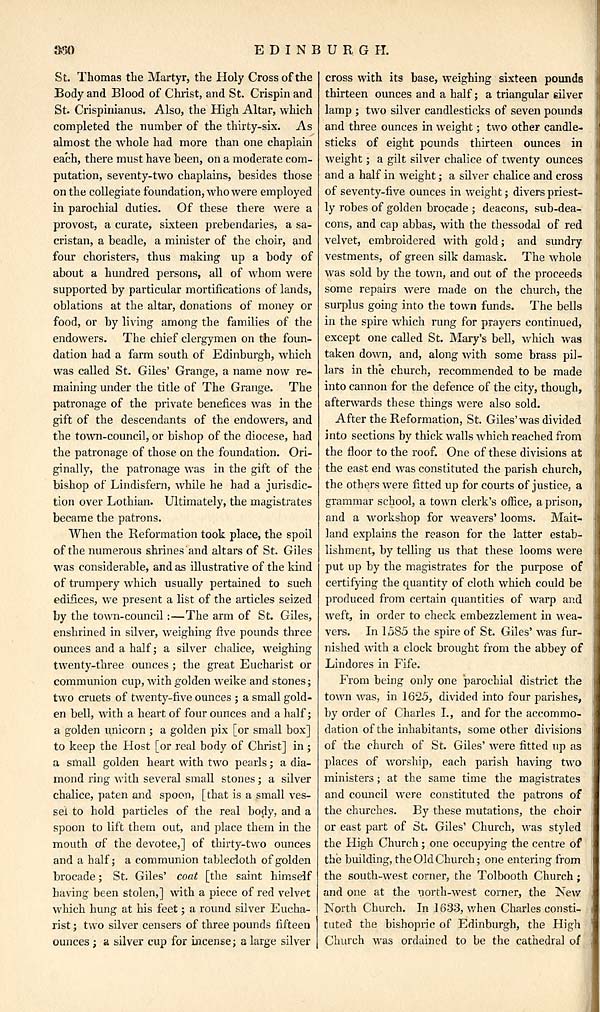 360
EDINBURGH.
St. Thomas the Martyr, the Holy Cross of the
Body and Blood of Christ, and St. Crispin and
St. Crispinianus. Also, the High Altar, which
completed the number of the thirty-six. As
almost the whole had more than one chaplain
each, there must have been, on a moderate com-
putation, seventy-two chaplains, besides those
on the collegiate foundation, who were employed
in parochial duties. Of these there were a
provost, a curate, sixteen prebendaries, a sa-
cristan, a beadle, a minister of the choir, and
four choristers, thus making up a body of
about a hundred persons, all of whom were
supported by particular mortifications of lands,
oblations at the altar, donations of money or
food, or by living among the families of the
endowers. The chief clergymen on the foun-
dation had a farm south of Edinburgh, which
was called St. Giles' Grange, a name now re-
maining under the title of The Grange. The
patronage of the private benefices was in the
gift of the descendants of the endowers, and
the town-council, or bishop of the diocese, had
the patronage of those on the foundation. Ori-
ginally, the patronage was in the gift of the
bishop of Lindisfern, while he had a jurisdic-
tion over Lothian. Ultimately, the magistrates
became the patrons.
When the Reformation took place, the spoil
of the numerous shrines and altars of St. Giles
was considerable, and as illustrative of the kind
of trumpery which usually pertained to such
edifices, we present a list of the articles seized
by the town-council :—The arm of St. Giles,
enshrined in silver, weighing five pounds three
ounces and a half; a silver chalice, weighing
twenty-three ounces ; the great Eucharist or
communion cup, with golden weike and stones;
two cruets of twenty-five ounces ; a small gold-
en bell, with a heart of four ounces and a half;
a golden unicorn ; a golden pix [or small box]
to keep the Host [or real body of Christ] in ;
a small golden heart with two pearls; a dia-
mond ring with several small stones; a silver
chalice, paten and spoon, [that is a small ves-
sel to hold particles of the real body, and a
spoon to lift them out, and place them in the
mouth of the devotee,] of thirty-two ounces
and a half; a communion tablecloth of golden
brocade; St. Giles' coat [the saint himself
having been stolen,] with a piece of red velvet
which hung at his feet; a round silver Eucha-
rist; two silver censers of three pounds fifteen
ounces ; a silver cup for incense; a large silver
cross with its base, weighing sixteen pounds
thirteen ounces and a half; a triangular silver
lamp ; two silver candlesticks of seven pounds
and three ounces in weight; two other candle-
sticks of eight pounds thirteen ounces in
weight; a gilt silver chalice of twenty ounces
and a half in weight; a silver chalice and cross
of seventy-five ounces in weight; divers priest-
ly robes of golden brocade ; deacons, sub-dea-
cons, and cap abbas, with the thessodal of red
velvet, embroidered with gold; and sundry
vestments, of green silk damask. The whole
was sold by the town, and out of the proceeds
some repairs were made on the church, the
surplus going into the town funds. The bells
in the spire which rung for prayers continued,
except one called St. Mary's bell, which was
taken down, and, along with some brass pil-
lars in the church, recommended to be made
into cannon for the defence of the city, though,
afterwards these things were also sold.
After the Reformation, St. Giles' was divided
into sections by thick walls which reached from
the floor to the roof. One of these divisions at
the east end was constituted the parish church,
the others were fitted up for courts of justice, a
grammar school, a town clerk's office, a prison,
and a workshop for weavers' looms. Mait-
land explains the reason for the latter estab-
lishment, by telling us that these looms were
put up by the magistrates for the purpose of
certifying the quantity of cloth which could be
produced from certain quantities of warp and
weft, in order to check embezzlement in wea-
vers. In 1585 the spire of St. Giles' was fur-
nished with a clock brought from the abbey of
Lindores in Fife.
From being only one parochial district the
town was, in 1625, divided into four parishes,
by order of Charles I., and for the accommo-
dation of the inhabitants, some other divisions
of the church of St. Giles' were fitted up as
places of worship, each parish having two
ministers ; at the same time the magistrates
and council were constituted the patrons of
the churches. By these mutations, the choir
or east part of St. Giles' Church, was styled
the High Church ; one occupying the centre of
the building, the Old Church; one entering from
the south-west corner, the Tolbooth Church ;
and one at the north-west corner, the New
North Church. In 1633, when Charles consti-
tuted the bishopric of Edinburgh, the High
Church was ordained to be the cathedral of